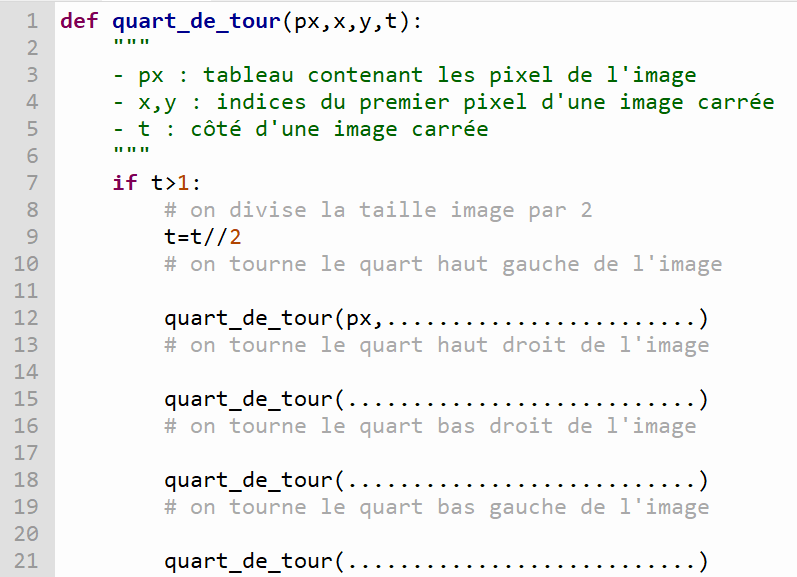 1 def quart_de_tour(px,x,y,t):
2 """
3 - px : tableau contenant les pixel de l'image
4 - x,y : indices du premier pixel d'une image carrée
5 - t : côté d'une image carrée
6 """
7 if t>1:
8 # on divise la taille image par 2
9 t=t//2
10 # on tourne le quart haut gauche de l'image
11
12 quart_de_tour(px,........................)
13 # on tourne le quart haut droit de l'image
14
15 quart_de_tour(...........................)
16 # on tourne le quart bas droit de l'image
17
18 quart_de_tour(...........................)
19 # on tourne le quart bas gauche de l'image
20
21 quart_de_tour(...........................)